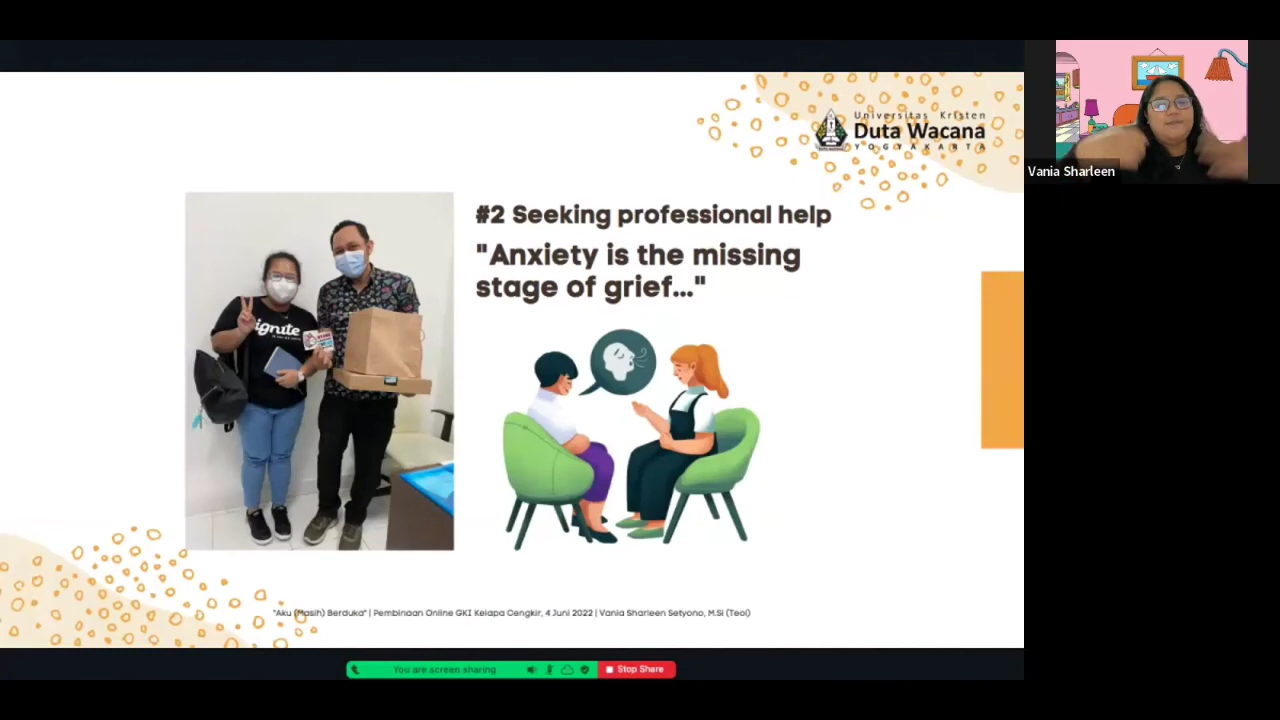 Universitas Kristen
Duta Wacana
YOGYAKARTA
Vania Sharleen
#2 Seeking professional help
"Anxiety is the missing
stage of grief..."
ignite
"Aku (Masih) Berduka" | Pembinaan Online GKI Kelapa Cengkir, 4 Juni 2022 | Vania Sharleen Setyono, M.Si (Teol)
You are screen sharing
Stop Share